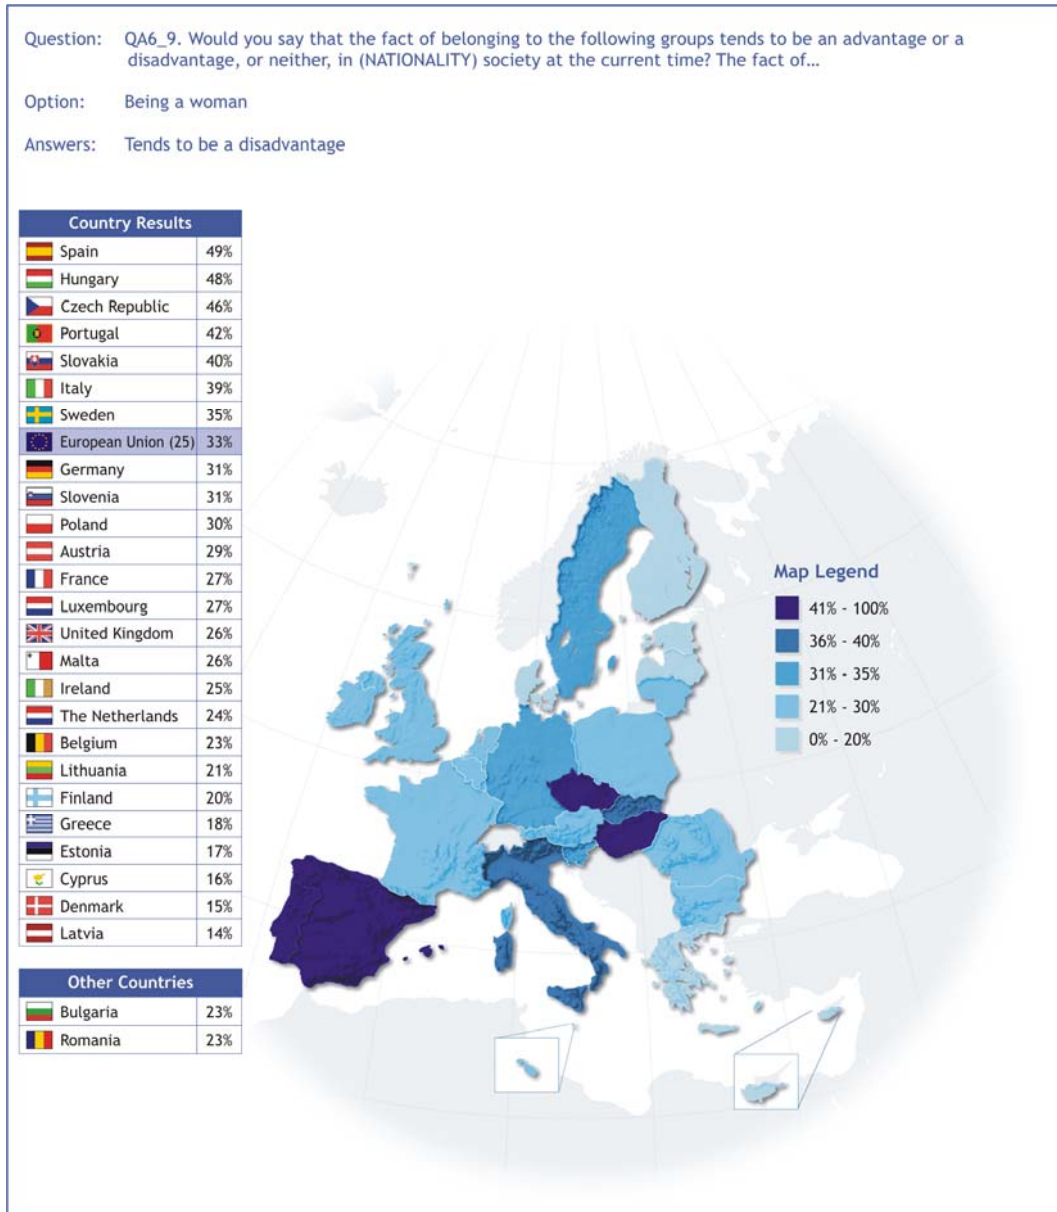 Question: QA6_9. Would you say that the fact of belonging to the following groups tends to be an advantage or a
disadvantage, or neither, in (NATIONALITY) society at the current time? The fact of…
Option: Being a woman
Answers: Tends to be a disadvantage
Country Results
Spain 49%
Hungary 48%
Czech Republic 46%
Portugal 42%
Slovakia 40%
Italy 39%
Sweden 35%
European Union (25) 33%
Germany 31%
Slovenia 31%
Poland 30%
Austria 29%
France 27%
Luxembourg 27%
United Kingdom 26%
Malta 26%
Ireland 25%
The Netherlands 24%
Belgium 23%
Lithuania 21%
Finland 20%
Greece 18%
Estonia 17%
Cyprus 16%
Denmark 15%
Latvia 14%
Other Countries
Bulgaria 23%
Romania 23%
Map Legend
41% - 100%
36% - 40%
31% - 35%
21% - 30%
0% - 20%